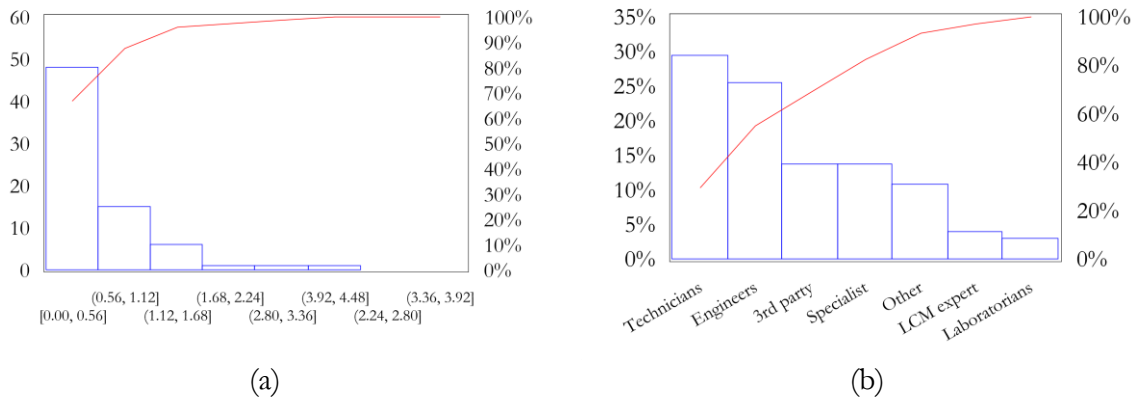 60
50
40
30
20
10
0
100%
90%
80%
70%
60%
50%
40%
30%
20%
10%
0%
(0.56, 1.12] (1.68, 2.24] (3.92, 4.48] (3.36, 3.92]
[0.00, 0.56] (1.12, 1.68] (2.80, 3.36] (2.24, 2.80]
(a)
35%
30%
25%
20%
15%
10%
5%
0%
100%
80%
60%
40%
20%
0%
Technicians
Engineers
3rd party
Specialist
Other
LCM expert
Laboratorians
(b)